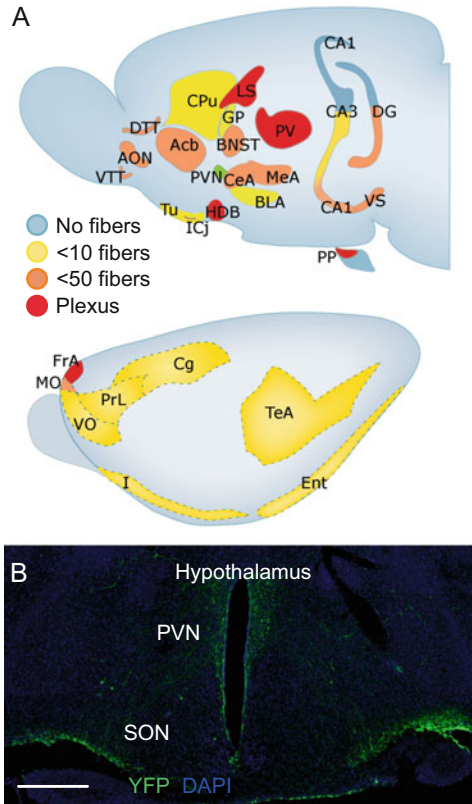 A
CA1
LS
CPu
CA3
DG
GP
DTT
PV
Acb
BNST
AON
PVN
CeA
MeA
VTT
BLA
Tu
HDB
CA1
VS
ICj
PP
No fibers
<10 fibers
<50 fibers
Plexus
FrA
Cg
MO
PrL
TeA
VO
I
Ent
B
Hypothalamus
PVN
SON
YFP DAPI